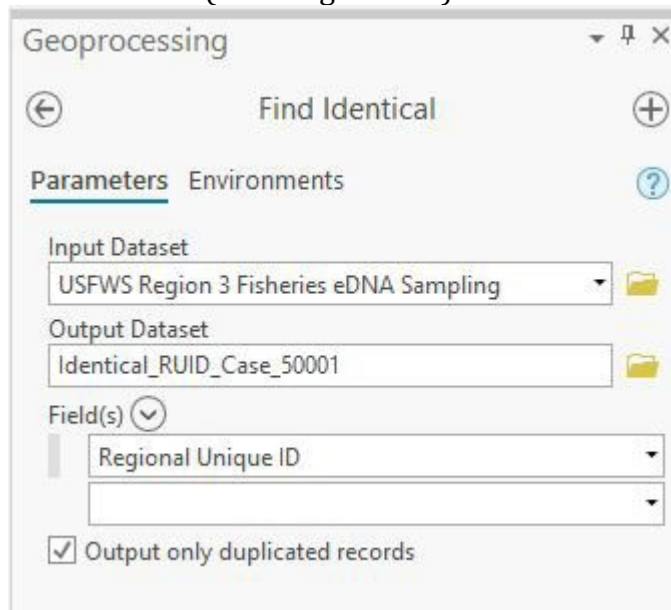 Geoprocessing
Find Identical
Parameters Environments
Input Dataset
USFWS Region 3 Fisheries eDNA Sampling
Output Dataset
Identical_RUID_Case_50001
Field(s)
Regional Unique ID
Output only duplicated records